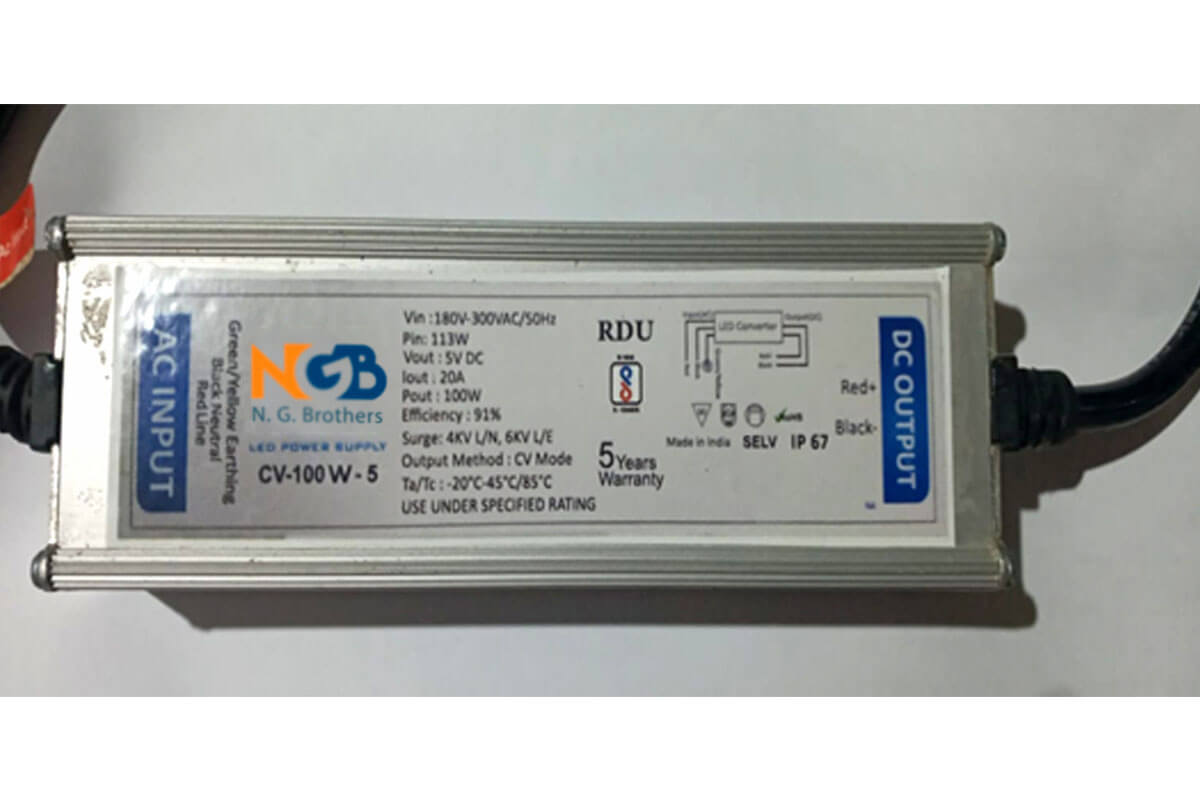 AC INPUT
Green/Yellow Earthing
Black Neutral
Red Line
NGB
N. G. Brothers
LED POWER SUPPLY
CV-100 W - 5
Vin :180V-300VAC/50Hz
Pin: 113W
Vout : 5V DC
Iout : 20A
Pout : 100W
Efficiency : 91%
Surge: 4KV L/N, 6KV L/E
Output Method : CV Mode
Ta/Tc : -20°C-45°C/85°C
USE UNDER SPECIFIED RATING
RDU
5 Years
Warranty
LED Convertor
Made in India SELV IP 67
Red+
Black-
DC OUTPUT